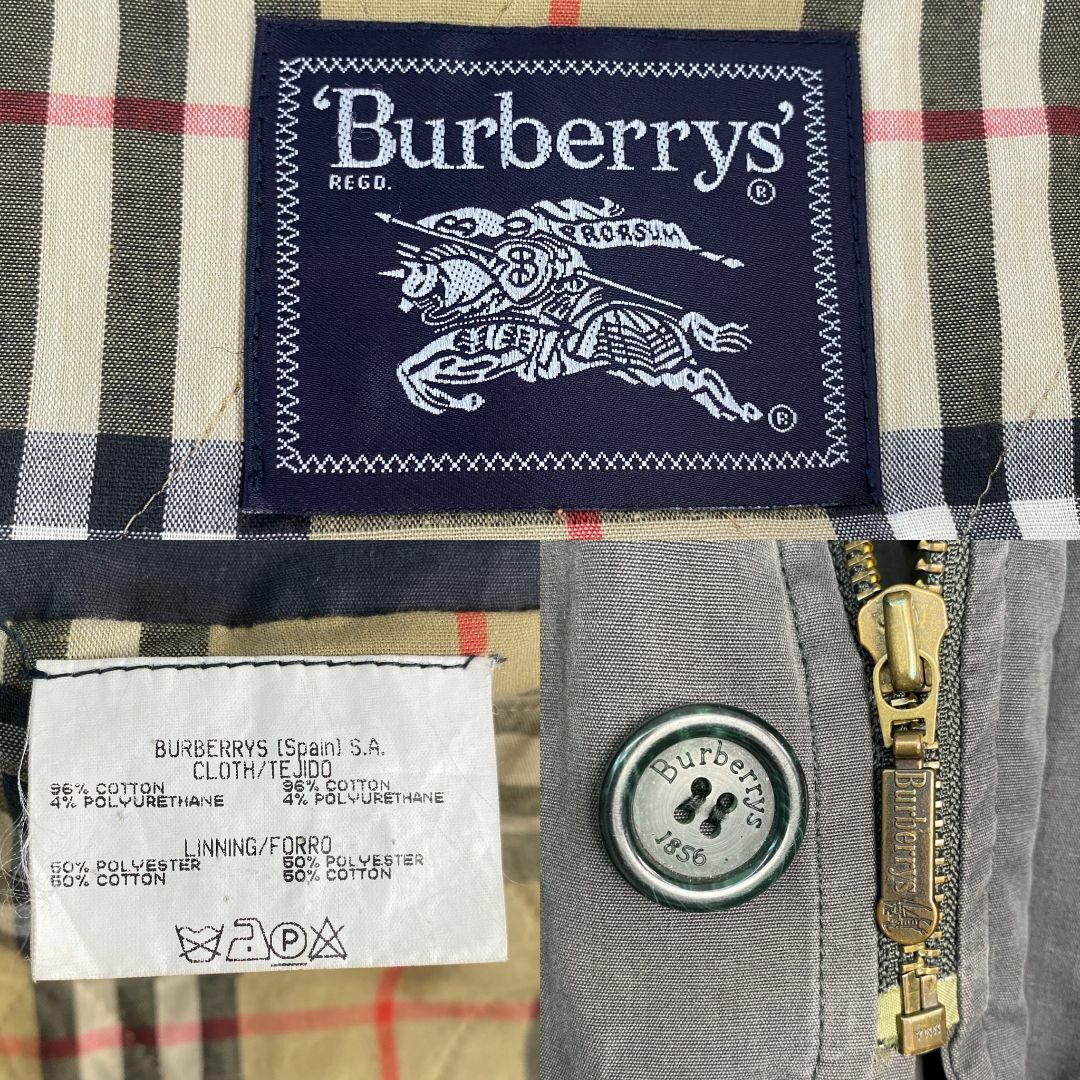 'Burberrys'
REGD.
®
PRORSUM
®
BURBERRYS (Spain) S.A.
CLOTH/TEJIDO
96% COTTON 96% COTTON
4% POLYURETHANE 4% POLYURETHANE
LINNING/FORRO
50% POLYESTER 50% POLYESTER
50% COTTON 50% COTTON
P
Burberrys
1856
Burberrys